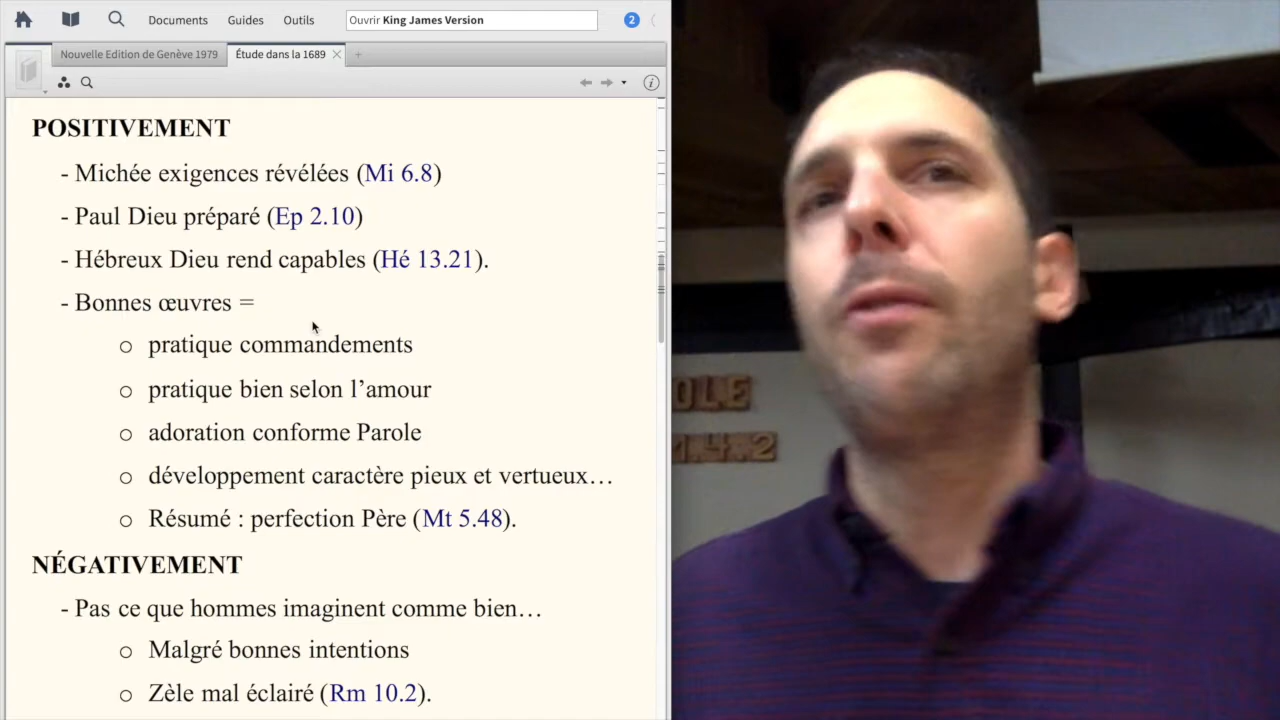 Documents Guides Outils Ouvrir King James Version 2
Nouvelle Edition de Genève 1979 Étude dans la 1689
POSITIVEMENT
- Michée exigences révélées (Mi 6.8)
- Paul Dieu préparé (Ep 2.10)
- Hébreux Dieu rend capables (Hé 13.21).
- Bonnes œuvres =
○ pratique commandements
○ pratique bien selon l’amour
○ adoration conforme Parole
○ développement caractère pieux et vertueux…
○ Résumé : perfection Père (Mt 5.48).
NÉGATIVEMENT
- Pas ce que hommes imaginent comme bien…
○ Malgré bonnes intentions
○ Zèle mal éclairé (Rm 10.2).
OLE
1.4.2